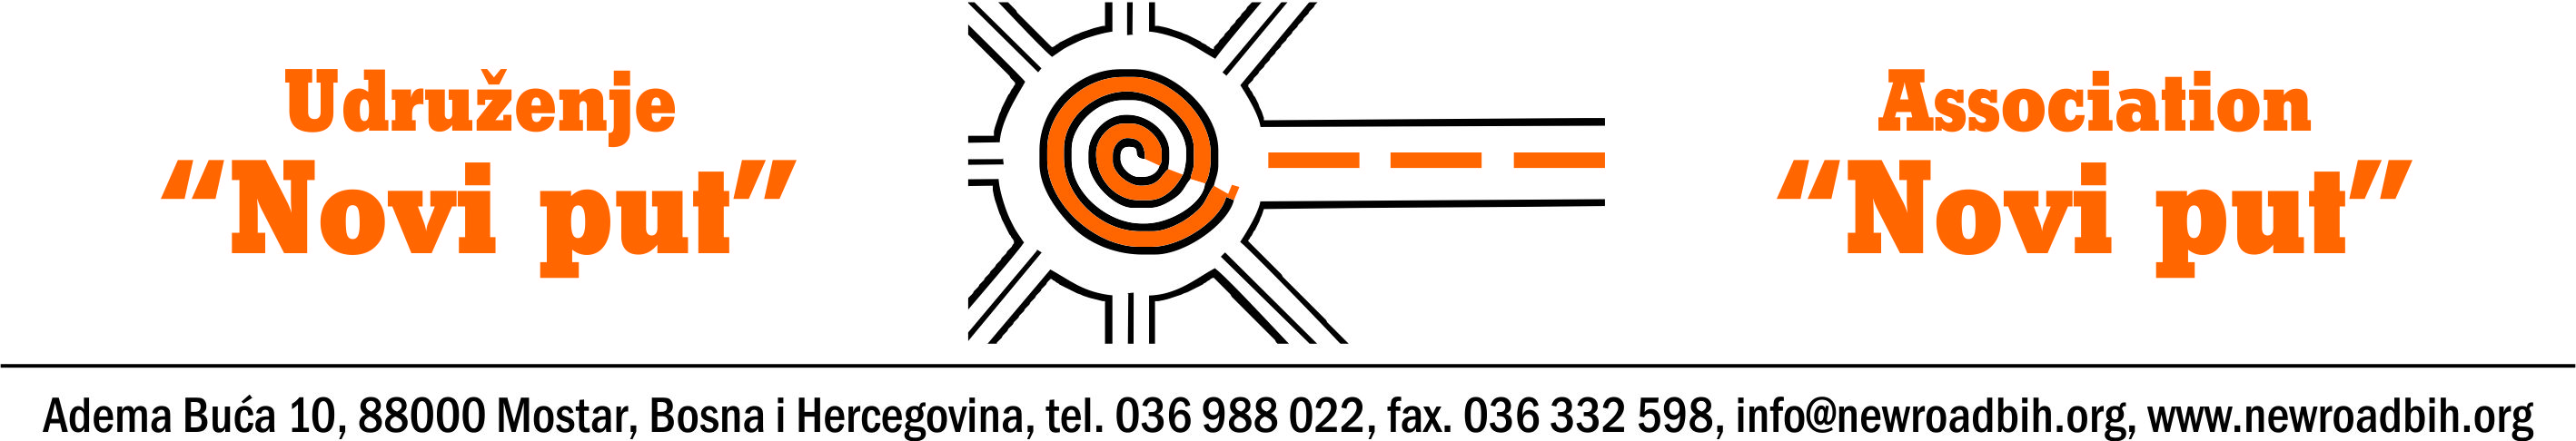 Udruženje
“Novi put”
Association
“Novi put”
Adema Buća 10, 88000 Mostar, Bosna i Hercegovina, tel. 036 988 022, fax. 036 332 598, info@newroadbih.org, www.newroadbih.org